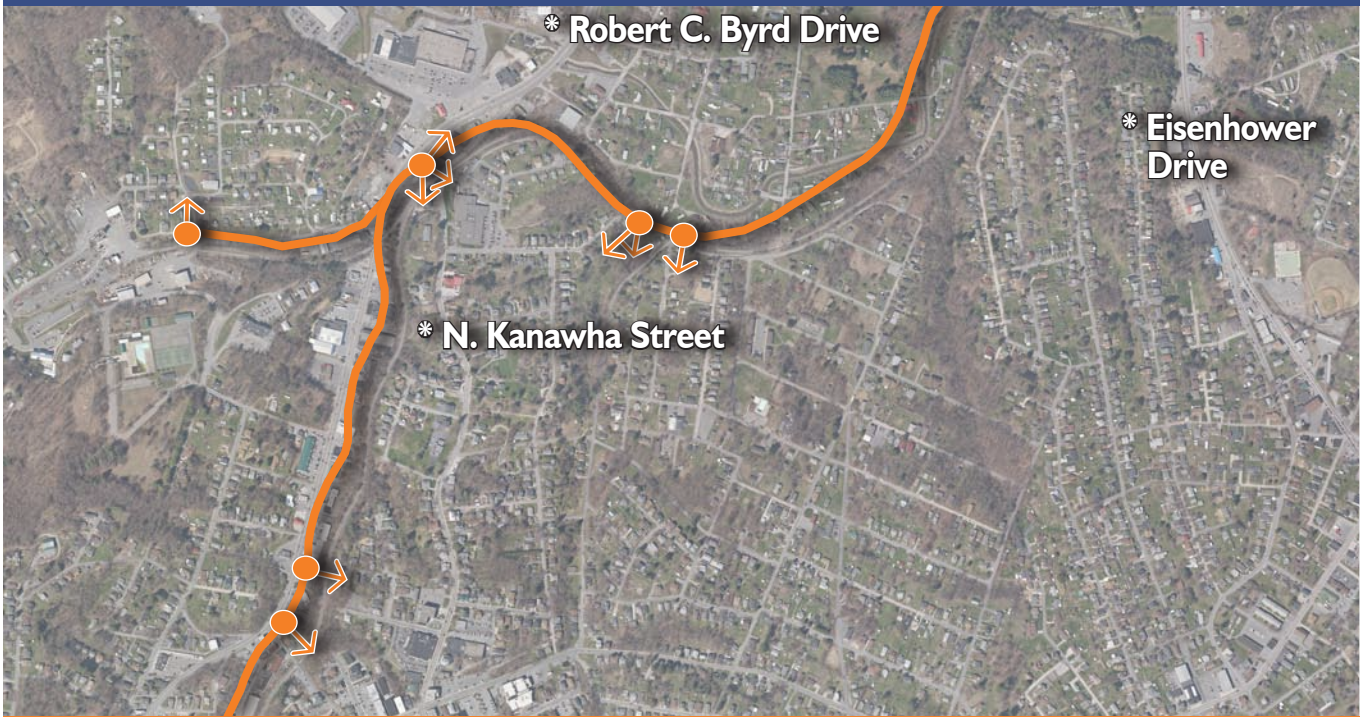 * Robert C. Byrd Drive
* Eisenhower
Drive
* N. Kanawha Street